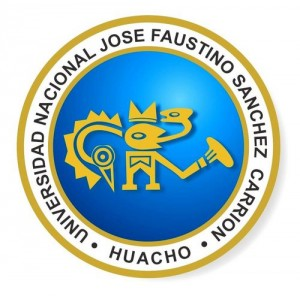 • UNIVERSIDAD NACIONAL JOSE FAUSTINO SANCHEZ CARRION •
HUACHO